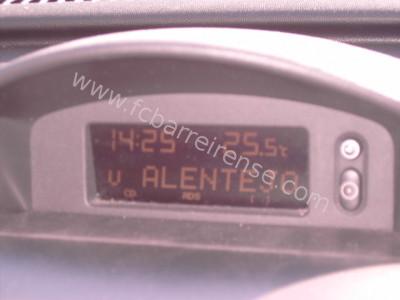 www.fcbarreirense.com
14:25 25.5°C
V ALENTEJO
CD RDS